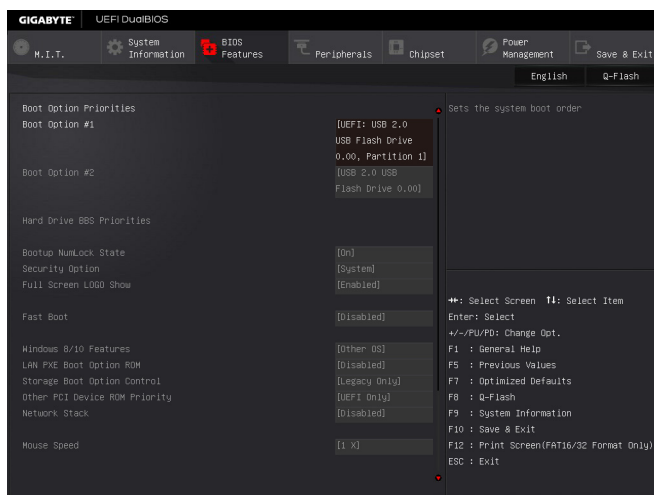 GIGABYTE™ UEFI DualBIOS
M.I.T.
System Information
BIOS Features
Peripherals
Chipset
Power Management
Save & Exit
English
Q-Flash
Boot Option Priorities
Boot Option #1 [UEFI: USB 2.0
USB Flash Drive
0.00, Partition 1]
Boot Option #2 [USB 2.0 USB
Flash Drive 0.00]
Hard Drive BBS Priorities
Bootup NumLock State [On]
Security Option [System]
Full Screen LOGO Show [Enabled]
Fast Boot [Disabled]
Windows 8/10 Features [Other OS]
LAN PXE Boot Option ROM [Disabled]
Storage Boot Option Control [Legacy Only]
Other PCI Device ROM Priority [UEFI Only]
Network Stack [Disabled]
Mouse Speed [1 X]
Sets the system boot order
→←: Select Screen ↑↓: Select Item
Enter: Select
+/-/PU/PD: Change Opt.
F1 : General Help
F5 : Previous Values
F7 : Optimized Defaults
F8 : Q-Flash
F9 : System Information
F10 : Save & Exit
F12 : Print Screen(FAT16/32 Format Only)
ESC : Exit